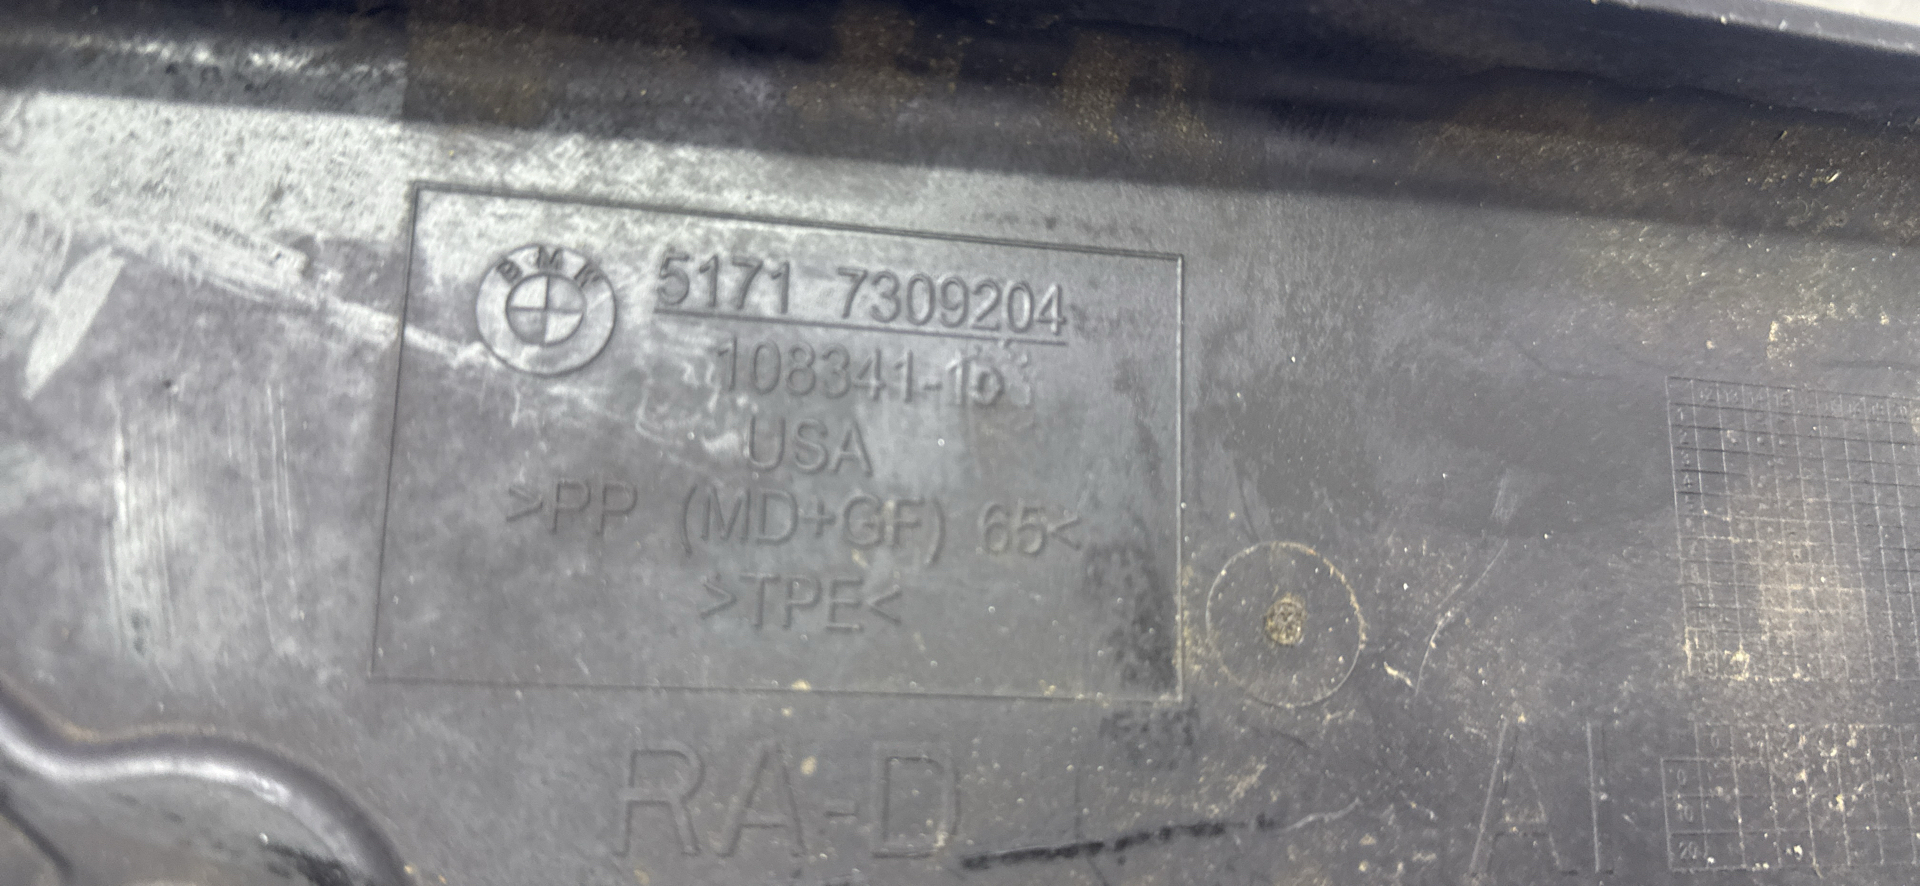 BMW
5171 7309204
108341-10
USA
>PP (MD+GF) 65<
>TPE<
RA-D